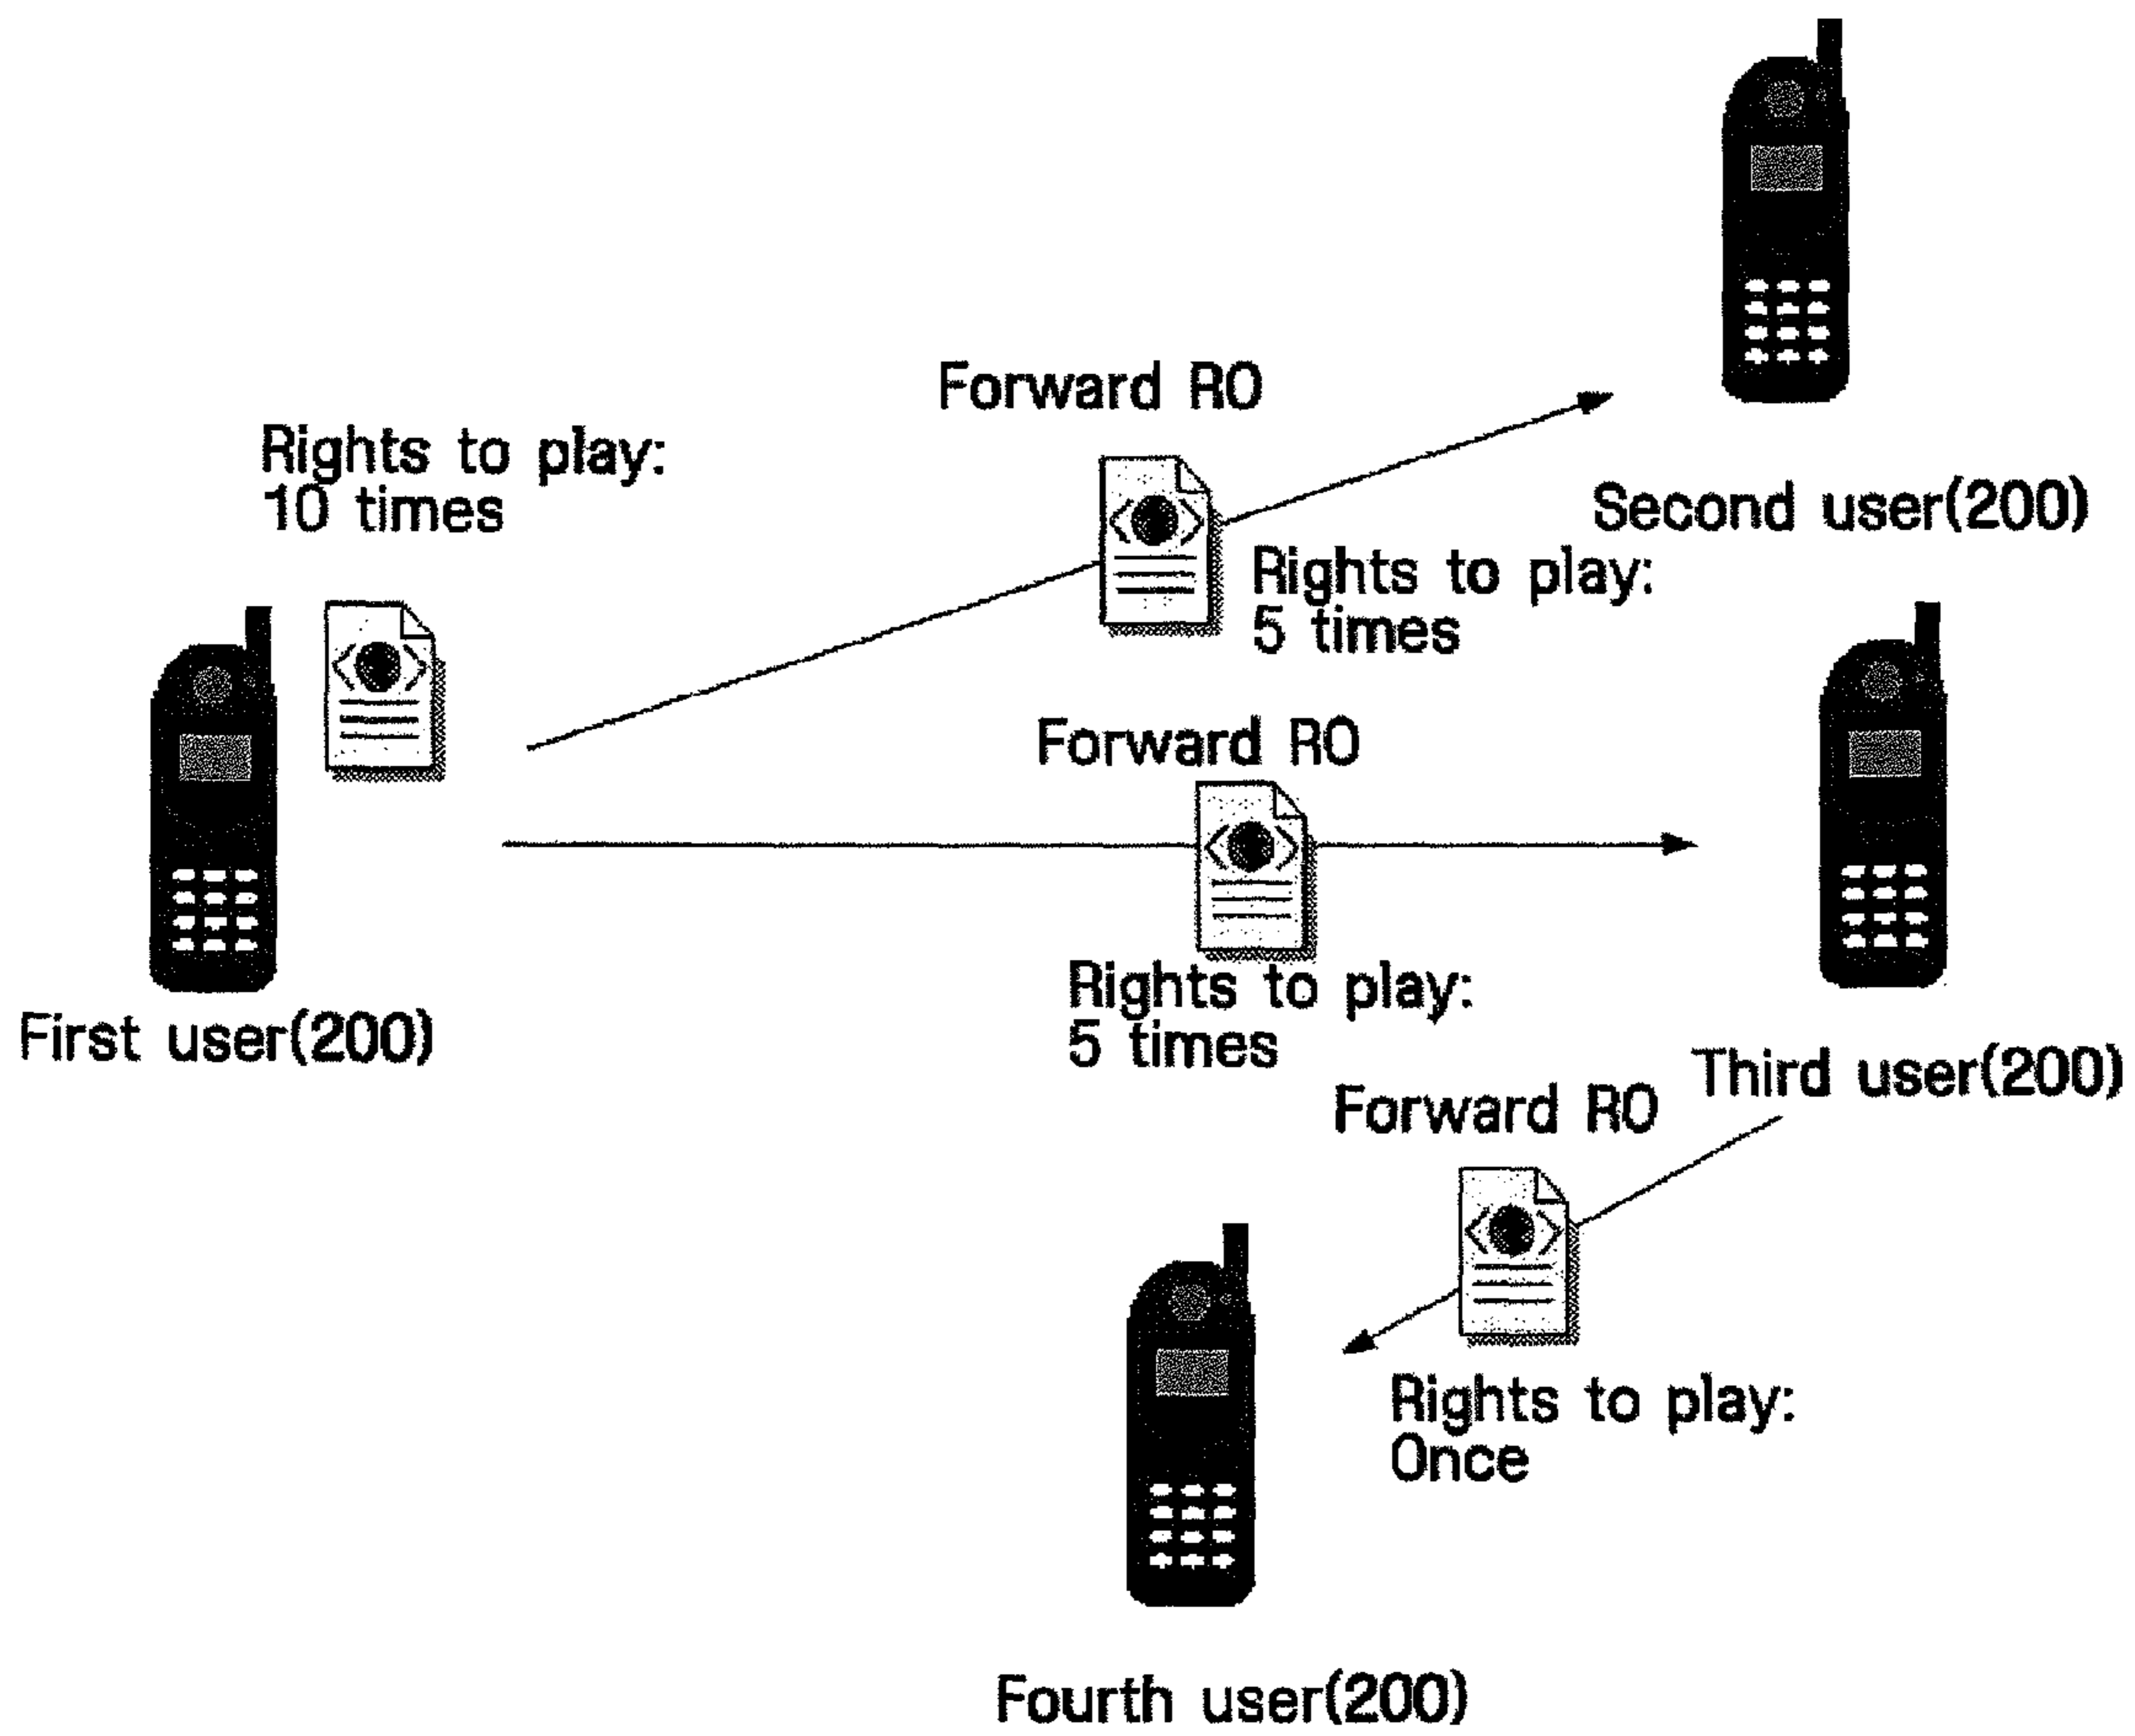 Forward RO
Rights to play:
10 times
Second user(200)
Rights to play:
5 times
Forward RO
First user(200)
Rights to play:
5 times
Third user(200)
Forward RO
Rights to play:
Once
Fourth user(200)